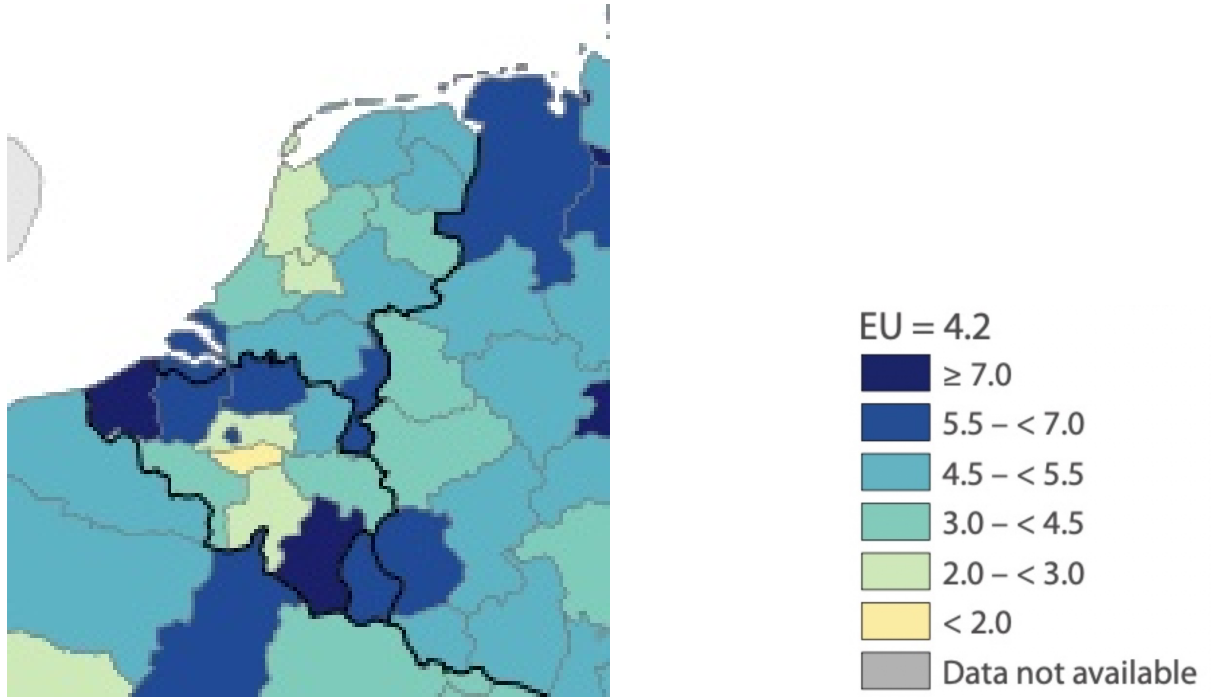 EU = 4.2
≥ 7.0
5.5 – < 7.0
4.5 – < 5.5
3.0 – < 4.5
2.0 – < 3.0
< 2.0
Data not available